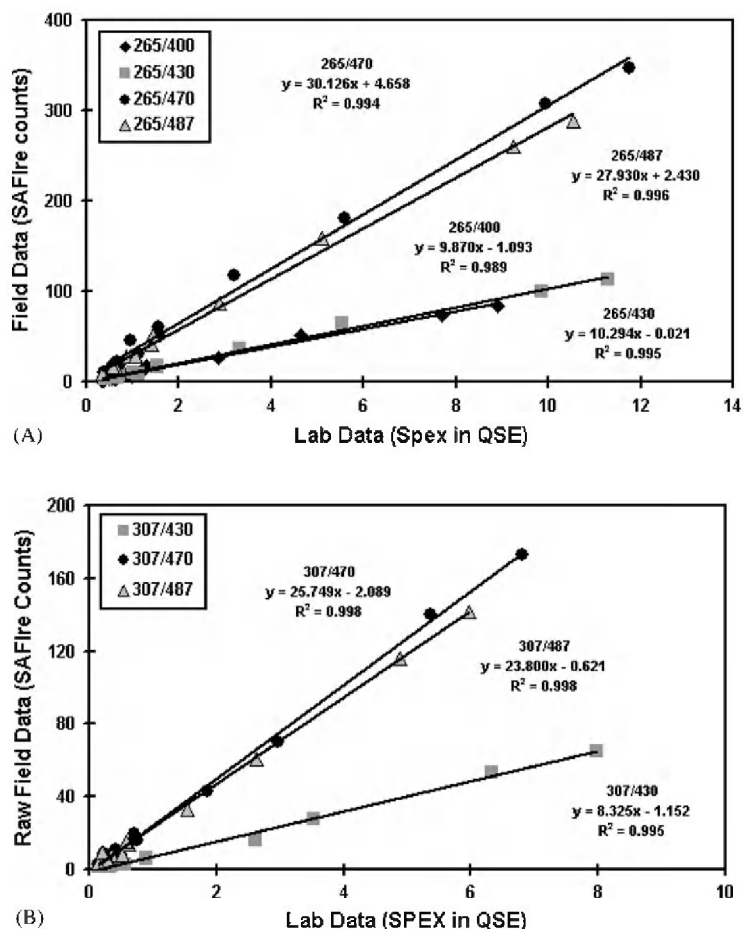 400
300
200
100
0
Field Data (SAFIre counts)
265/400
265/430
265/470
265/487
265/470
y = 30.126x + 4.658
R² = 0.994
265/487
y = 27.930x + 2.430
R² = 0.996
265/400
y = 9.870x - 1.093
R² = 0.989
265/430
y = 10.294x - 0.021
R² = 0.995
0 2 4 6 8 10 12 14
Lab Data (Spex in QSE)
(A)
200
160
120
80
40
0
Raw Field Data (SAFIre Counts)
307/430
307/470
307/487
307/470
y = 25.749x - 2.089
R² = 0.998
307/487
y = 23.800x - 0.621
R² = 0.998
307/430
y = 8.325x - 1.152
R² = 0.995
0 2 4 6 8 10
Lab Data (SPEX in QSE)
(B)